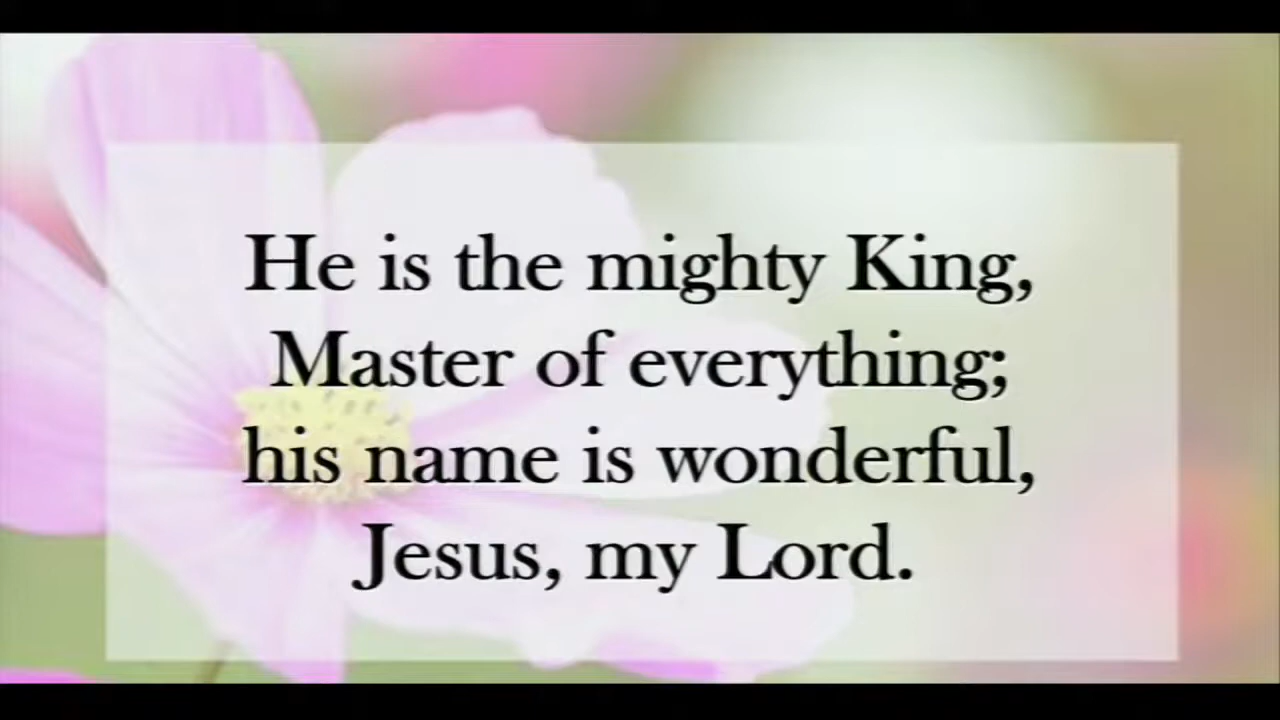 He is the mighty King,
Master of everything;
his name is wonderful,
Jesus, my Lord.